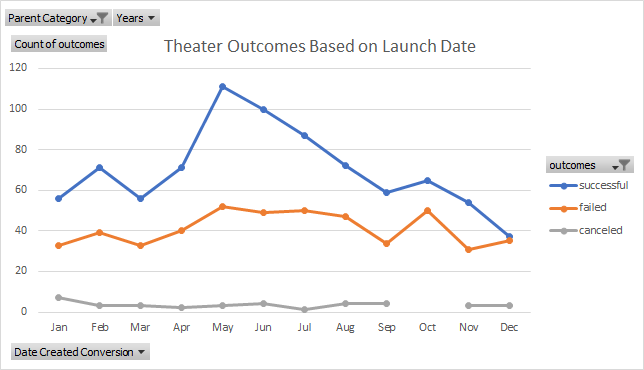 Parent Category Years
Count of outcomes
Theater Outcomes Based on Launch Date
120
100
80
60
40
20
0
Jan Feb Mar Apr May Jun Jul Aug Sep Oct Nov Dec
outcomes
successful
failed
canceled
Date Created Conversion